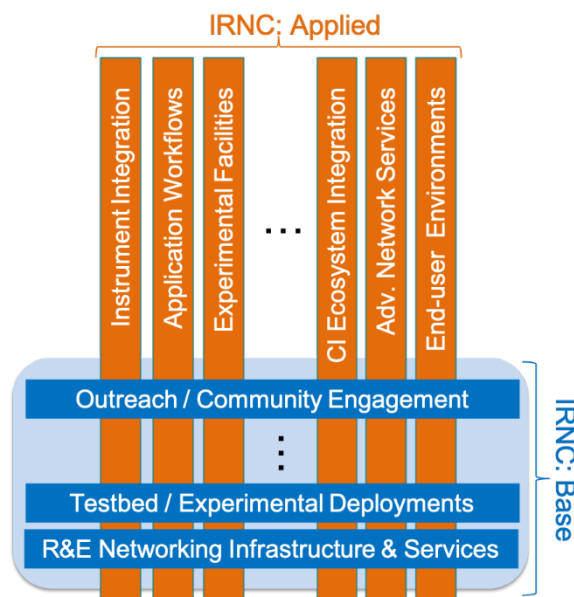 IRNC: Applied
Instrument Integration
Application Workflows
Experimental Facilities
...
CI Ecosystem Integration
Adv. Network Services
End-user Environments
Outreach / Community Engagement
...
Testbed / Experimental Deployments
R&E Networking Infrastructure & Services
IRNC: Base